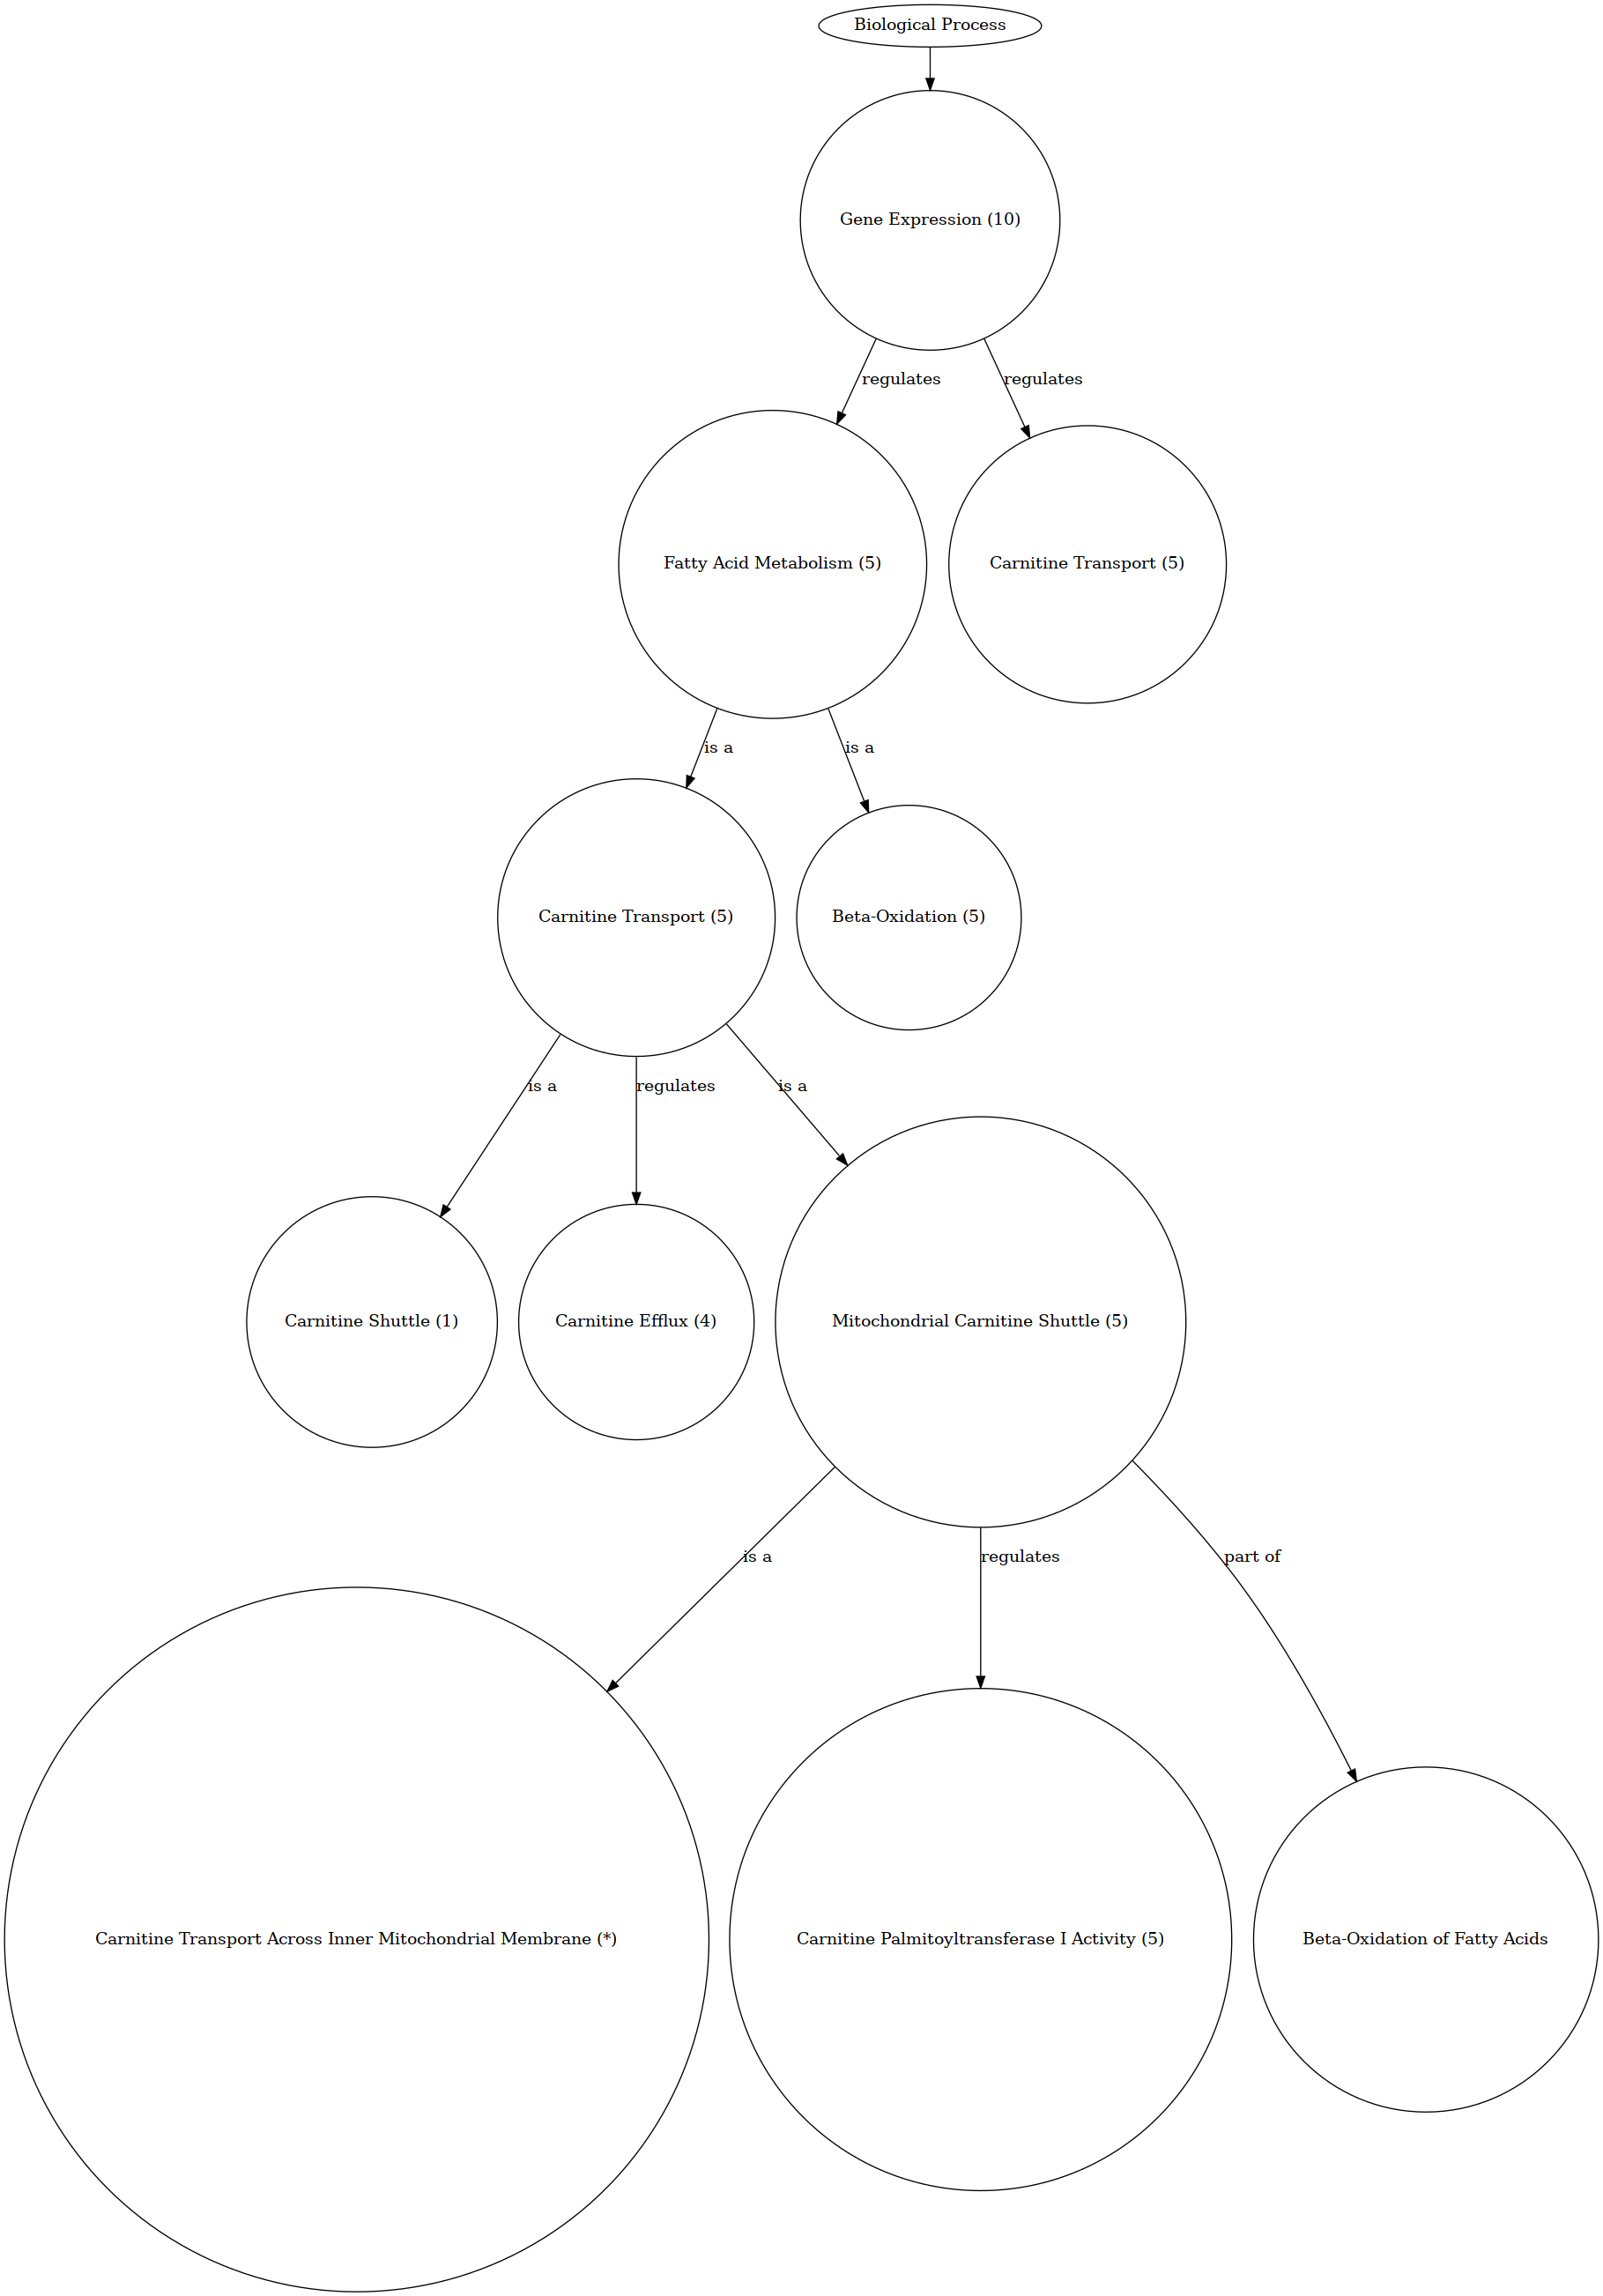 Biological Process
Gene Expression (10)
regulates
regulates
Fatty Acid Metabolism (5)
Carnitine Transport (5)
is a
is a
Carnitine Transport (5)
Beta-Oxidation (5)
is a
regulates
is a
Carnitine Shuttle (1)
Carnitine Efflux (4)
Mitochondrial Carnitine Shuttle (5)
is a
regulates
part of
Carnitine Transport Across Inner Mitochondrial Membrane (*)
Carnitine Palmitoyltransferase I Activity (5)
Beta-Oxidation of Fatty Acids